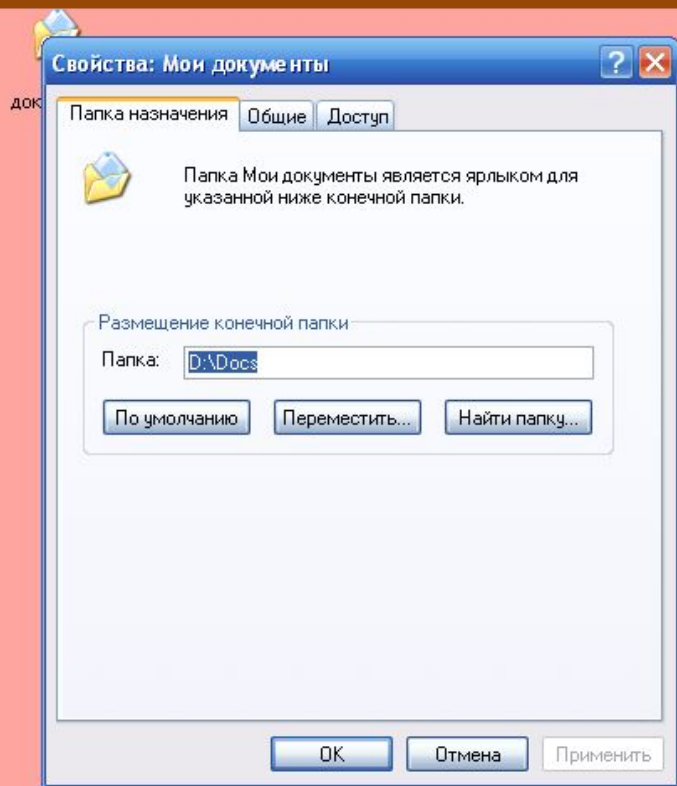 Свойства: Мои документы
док
Папка назначения Общие Доступ
Папка Мои документы является ярлыком для
указанной ниже конечной папки.
Размещение конечной папки
Папка: D:\Docs
По умолчанию Переместить... Найти папку...
OK Отмена Применить